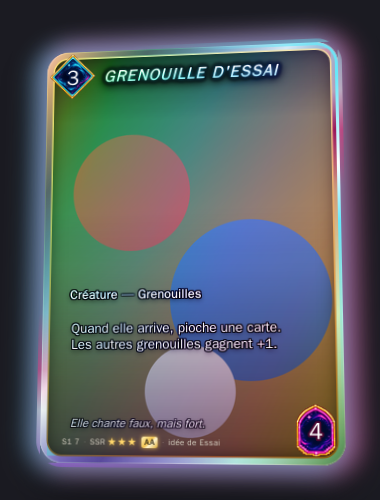 3
GRENOUILLE D'ESSAI
Créature — Grenouilles
Quand elle arrive, pioche une carte.
Les autres grenouilles gagnent +1.
Elle chante faux, mais fort.
S1 7 SSR ★★★ AA idée de Essai
4